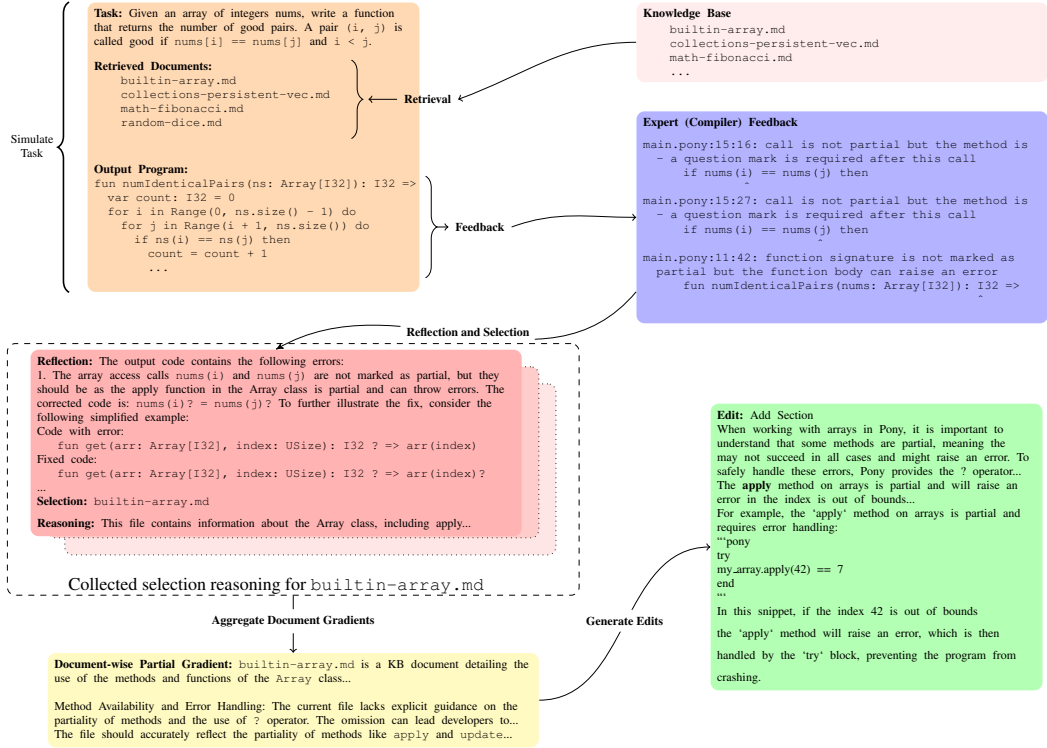 Simulate
Task
Task: Given an array of integers nums, write a function
that returns the number of good pairs. A pair (i, j) is
called good if nums[i] == nums[j] and i < j.
Retrieved Documents:
builtin-array.md
collections-persistent-vec.md
math-fibonacci.md
random-dice.md
Retrieval
Output Program:
fun numIdenticalPairs(ns: Array[I32]): I32 =>
var count: I32 = 0
for i in Range(0, ns.size() - 1) do
for j in Range(i + 1, ns.size()) do
if ns(i) == ns(j) then
count = count + 1
...
Feedback
Knowledge Base
builtin-array.md
collections-persistent-vec.md
math-fibonacci.md
...
Expert (Compiler) Feedback
main.pony:15:16: call is not partial but the method is
- a question mark is required after this call
if nums(i) == nums(j) then
^
main.pony:15:27: call is not partial but the method is
- a question mark is required after this call
if nums(i) == nums(j) then
^
main.pony:11:42: function signature is not marked as
partial but the function body can raise an error
fun numIdenticalPairs(nums: Array[I32]): I32 =>
^
Reflection and Selection
Reflection: The output code contains the following errors:
1. The array access calls nums(i) and nums(j) are not marked as partial, but they
should be as the apply function in the Array class is partial and can throw errors. The
corrected code is: nums(i)? = nums(j)? To further illustrate the fix, consider the
following simplified example:
Code with error:
fun get(arr: Array[I32], index: USize): I32 ? => arr(index)
Fixed code:
fun get(arr: Array[I32], index: USize): I32 ? => arr(index)?
...
Selection: builtin-array.md
Reasoning: This file contains information about the Array class, including apply...
Collected selection reasoning for builtin-array.md
Aggregate Document Gradients
Document-wise Partial Gradient: builtin-array.md is a KB document detailing the
use of the methods and functions of the Array class...
Method Availability and Error Handling: The current file lacks explicit guidance on the
partiality of methods and the use of ? operator. The omission can lead developers to...
The file should accurately reflect the partiality of methods like apply and update...
Generate Edits
Edit: Add Section
When working with arrays in Pony, it is important to
understand that some methods are partial, meaning the
may not succeed in all cases and might raise an error. To
safely handle these errors, Pony provides the ? operator...
The apply method on arrays is partial and will raise an
error in the index is out of bounds...
For example, the ‘apply‘ method on arrays is partial and
requires error handling:
“‘pony
try
my_array.apply(42) == 7
end
“‘
In this snippet, if the index 42 is out of bounds
the ‘apply‘ method will raise an error, which is then
handled by the ‘try‘ block, preventing the program from
crashing.